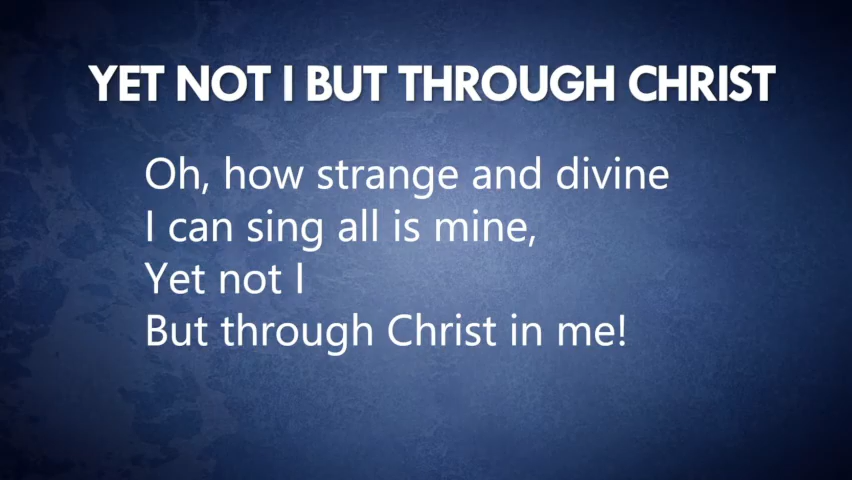 YET NOT I BUT THROUGH CHRIST
Oh, how strange and divine
I can sing all is mine,
Yet not I
But through Christ in me!